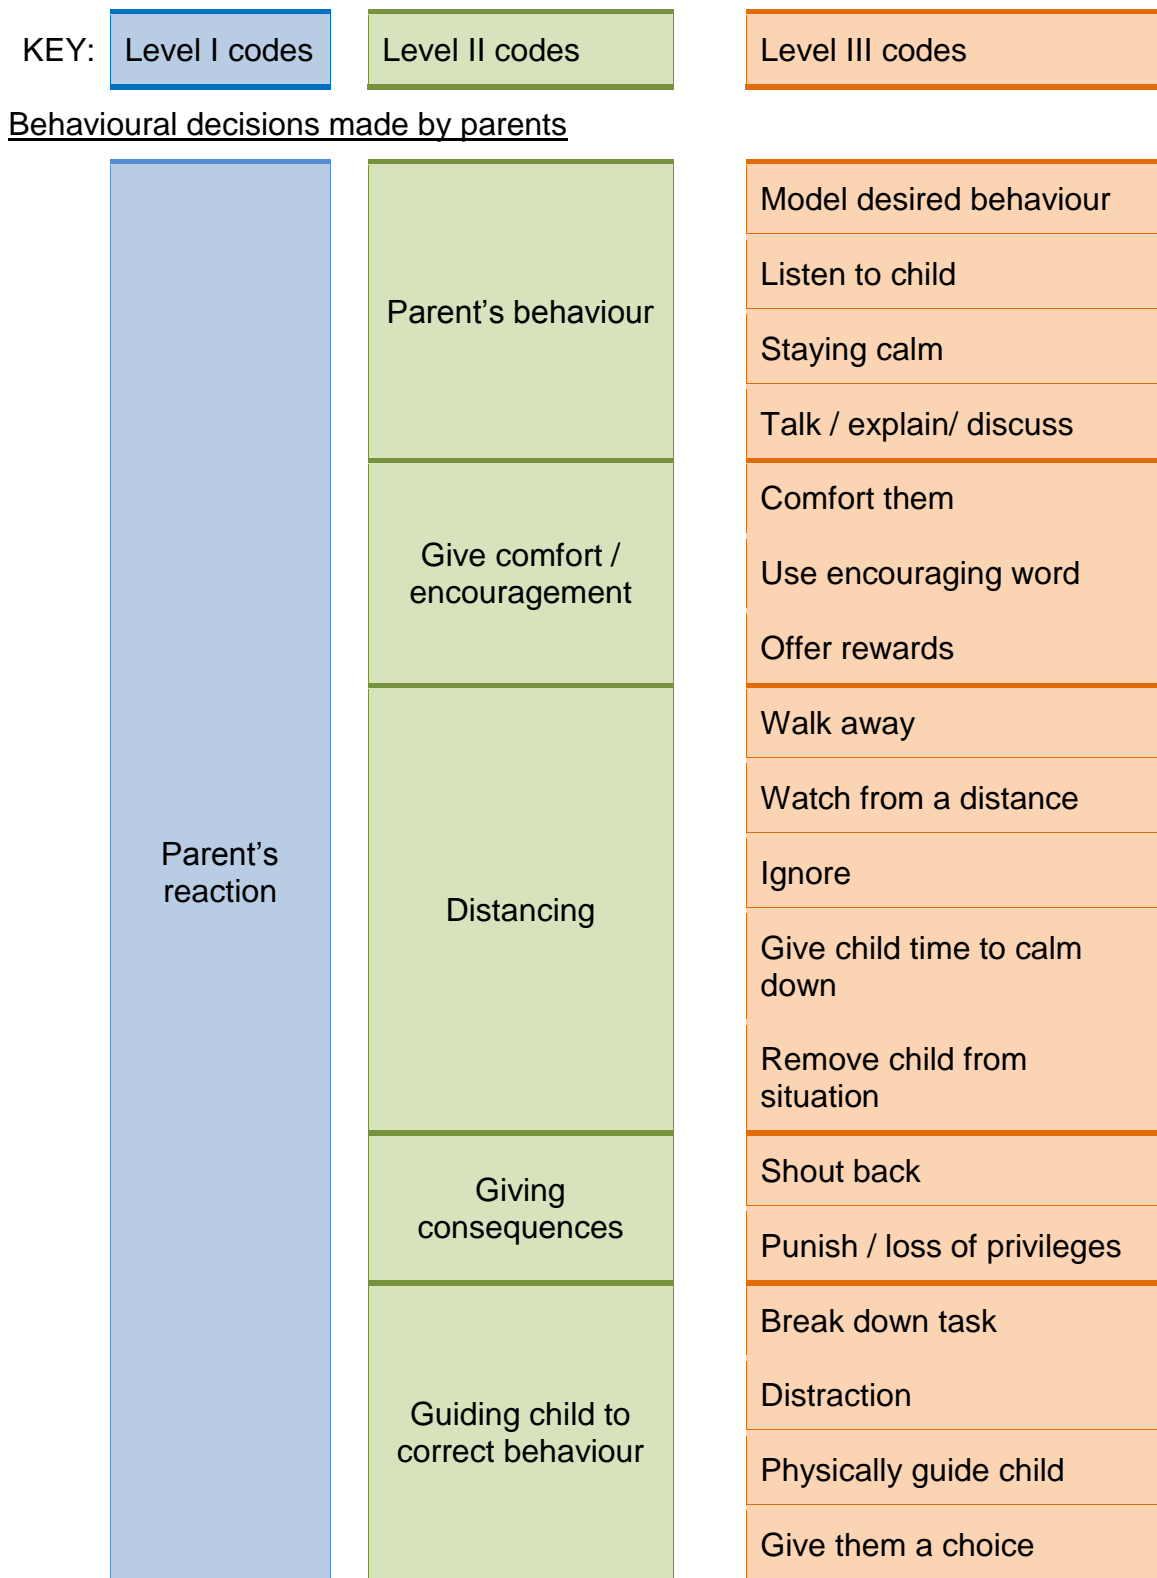 KEY: Level I codes Level II codes Level III codes
Behavioural decisions made by parents
Parent's
reaction
Parent's behaviour
Model desired behaviour
Listen to child
Staying calm
Talk / explain/ discuss
Give comfort /
encouragement
Comfort them
Use encouraging word
Offer rewards
Distancing
Walk away
Watch from a distance
Ignore
Give child time to calm
down
Remove child from
situation
Giving
consequences
Shout back
Punish / loss of privileges
Guiding child to
correct behaviour
Break down task
Distraction
Physically guide child
Give them a choice